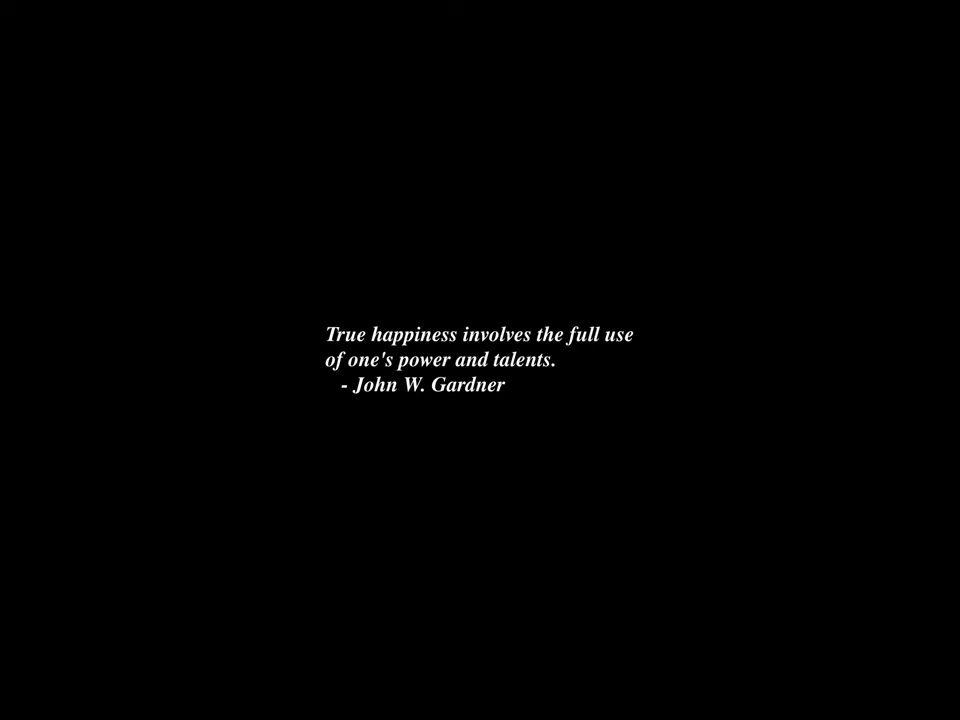 True happiness involves the full use
of one's power and talents.
- John W. Gardner